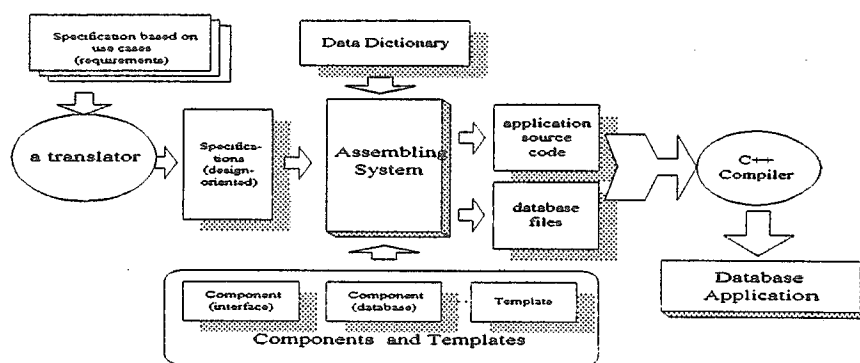 Specification based on
use cases
(requirements)
Data Dictionary
a translator
Specifica-
tions
(design-
oriented)
Assembling
System
application
source
code
database
files
C++
Compiler
Database
Application
Component
(interface)
Component
(database)
Template
Components and Templates